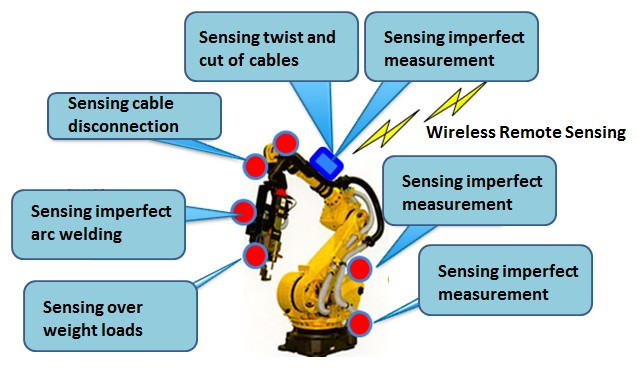 Sensing twist and
cut of cables
Sensing imperfect
measurement
Sensing cable
disconnection
Wireless Remote Sensing
Sensing imperfect
measurement
Sensing imperfect
arc welding
Sensing imperfect
measurement
Sensing over
weight loads